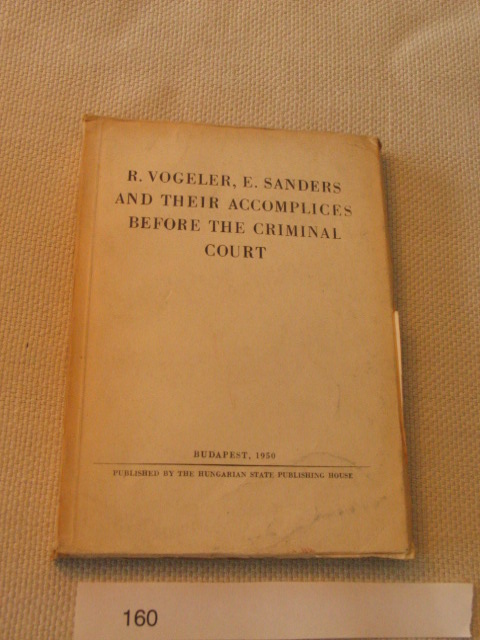 R. VOGELER, E. SANDERS
AND THEIR ACCOMPLICES
BEFORE THE CRIMINAL
COURT
BUDAPEST, 1950
PUBLISHED BY THE HUNGARIAN STATE PUBLISHING HOUSE
160